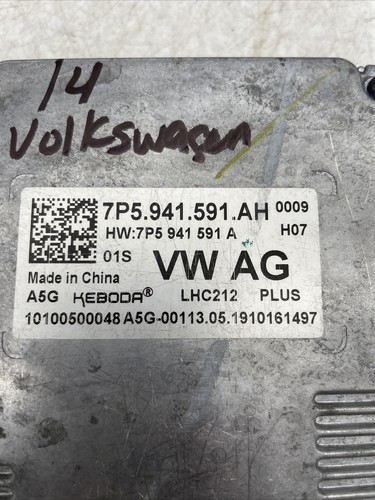 14
Volkswagen
7P5.941.591.AH 0009
HW:7P5 941 591 A H07
01S VW AG
Made in China
A5G KEBODA® LHC212 PLUS
10100500048 A5G-00113.05.1910161497